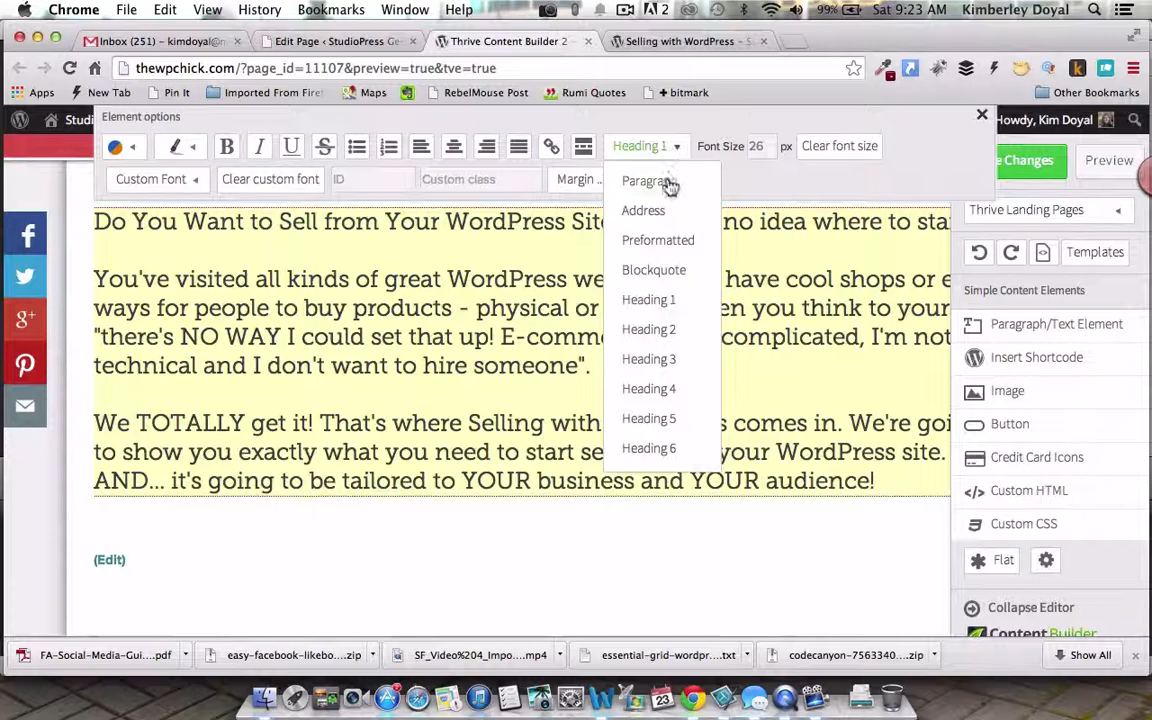 Chrome File Edit View History Bookmarks Window Help 2 99% Sat 9:23 AM Kimberley Doyal
Inbox (251) – kimdoyal@ Edit Page ‹ StudioPress Ge Thrive Content Builder 2 Selling with WordPress – S
thewpchick.com/?page_id=11107&preview=true&tve=true
Apps New Tab Pin It Imported From Fire Maps RebelMouse Post Rumi Quotes + bitmark Other Bookmarks
Element options
Howdy, Kim Doyal
B I U S Heading 1 Font Size 26 px Clear font size
Custom Font Clear custom font ID Custom class Margin ..
Changes Preview
Paragraph
Address
Preformatted
Blockquote
Heading 1
Heading 2
Heading 3
Heading 4
Heading 5
Heading 6
Do You Want to Sell from Your WordPress Site no idea where to star
You've visited all kinds of great WordPress we have cool shops or e
ways for people to buy products - physical or en you think to your
"there's NO WAY I could set that up! E-comme complicated, I'm not
technical and I don't want to hire someone".
We TOTALLY get it! That's where Selling with s comes in. We're goi
to show you exactly what you need to start se your WordPress site.
AND... it's going to be tailored to YOUR business and YOUR audience!
(Edit)
Thrive Landing Pages
Templates
Simple Content Elements
Paragraph/Text Element
Insert Shortcode
Image
Button
Credit Card Icons
Custom HTML
Custom CSS
Flat
Collapse Editor
ContentBuilder
FA-Social-Media-Gui....pdf easy-facebook-likebo....zip SF_Video%204_Impo....mp4 essential-grid-wordpr....txt codecanyon-7563340....zip Show All